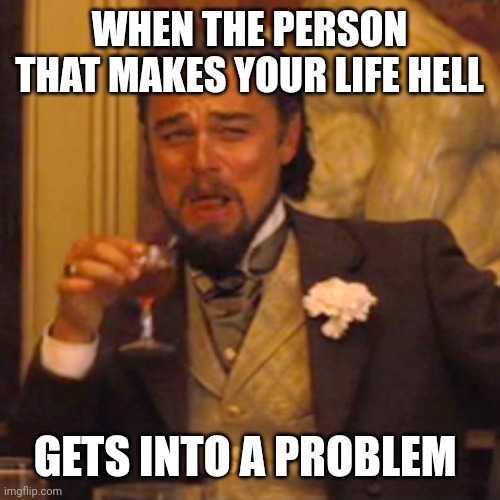 WHEN THE PERSON
THAT MAKES YOUR LIFE HELL
GETS INTO A PROBLEM
imgflip.com